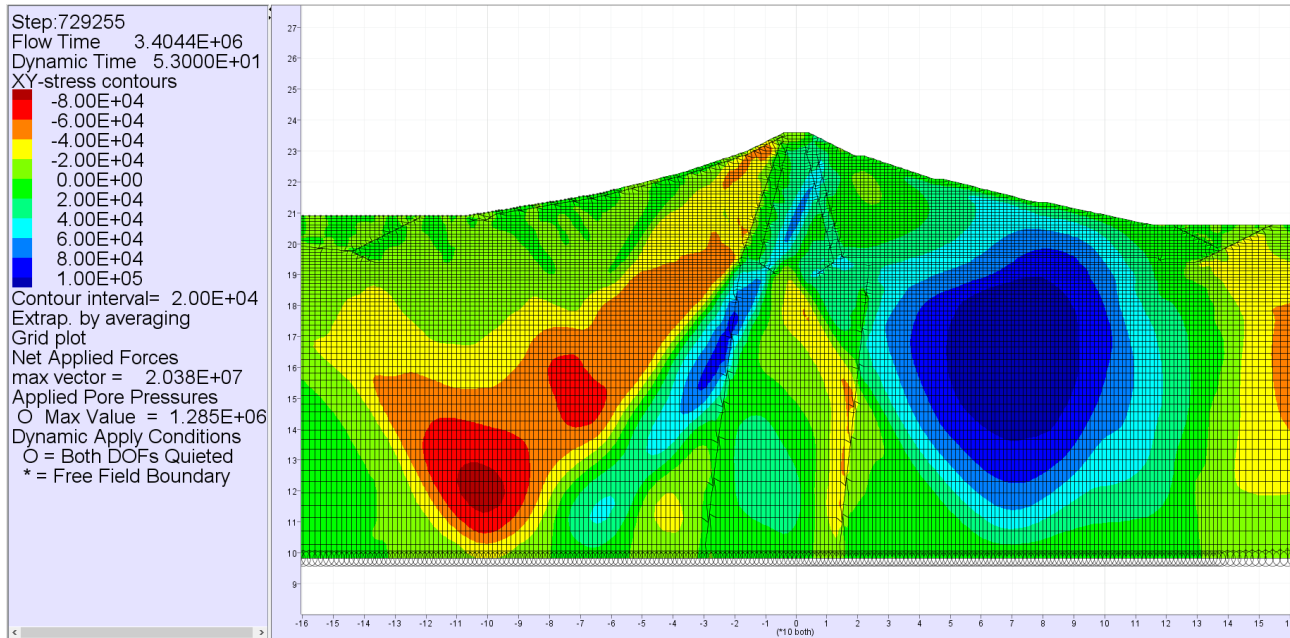 Step:729255
Flow Time 3.4044E+06
Dynamic Time 5.3000E+01
XY-stress contours
-8.00E+04
-6.00E+04
-4.00E+04
-2.00E+04
0.00E+00
2.00E+04
4.00E+04
6.00E+04
8.00E+04
1.00E+05
Contour interval= 2.00E+04
Extrap. by averaging
Grid plot
Net Applied Forces
max vector = 2.038E+07
Applied Pore Pressures
O Max Value = 1.285E+06
Dynamic Apply Conditions
O = Both DOFs Quieted
* = Free Field Boundary
27
26
25
24
23
22
21
20
19
18
17
16
15
14
13
12
11
10
9
-16 -15 -14 -13 -12 -11 -10 -9 -8 -7 -6 -5 -4 -3 -2 -1 0 1 2 3 4 5 6 7 8 9 10 11 12 13 14 15
(*10 both)